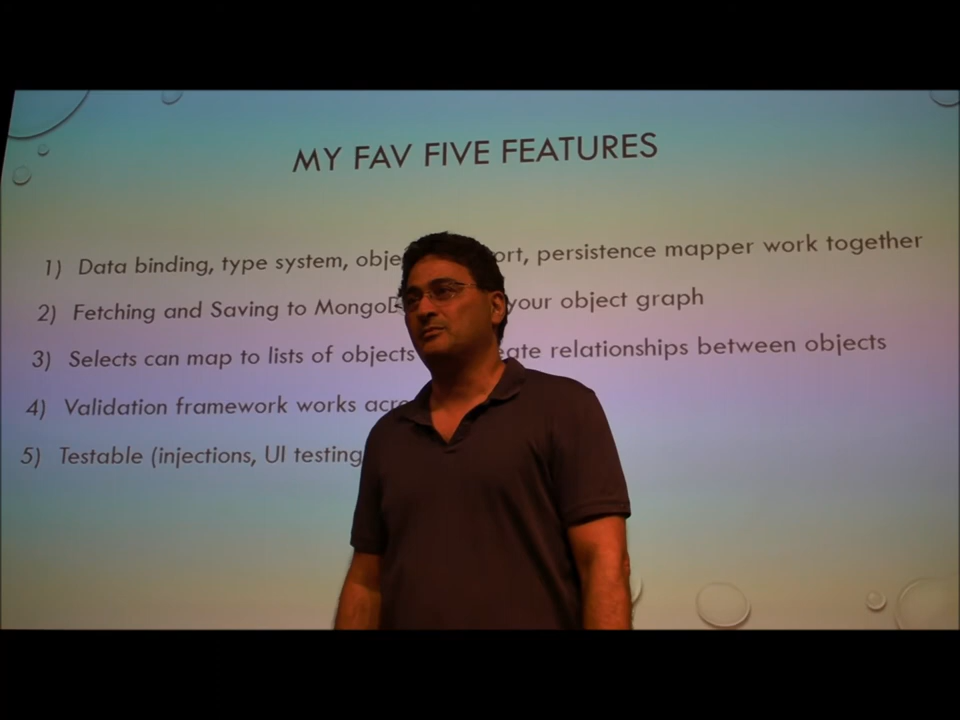 MY FAV FIVE FEATURES
1) Data binding, type system, obje ort, persistence mapper work together
2) Fetching and Saving to Mongo your object graph
3) Selects can map to lists of objects ate relationships between objects
4) Validation framework works acr
5) Testable (injections, UI testing